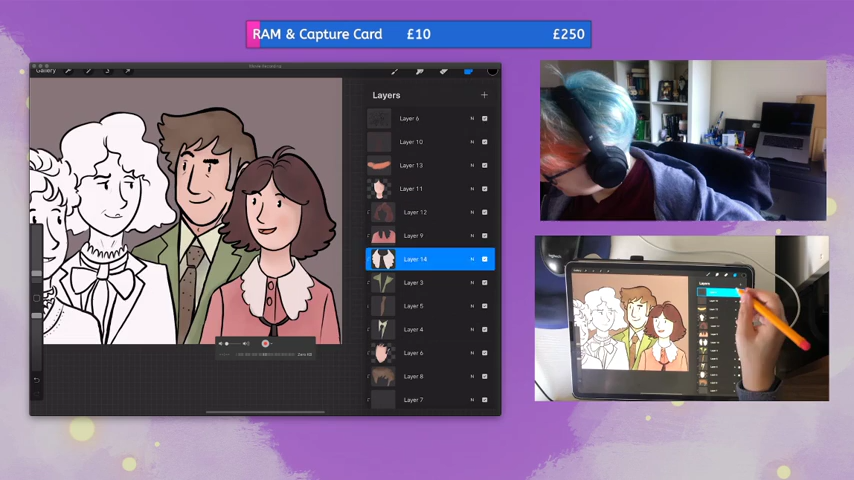 RAM & Capture Card £10 £250
Gallery
Layers
Layer 6 N
Layer 10 N
Layer 13 N
Layer 11 N
Layer 12 N
Layer 9 N
Layer 14 N
Layer 3 N
Layer 5 N
Layer 4 N
Layer 6 N
Layer 8 N
Layer 7 N
Layers